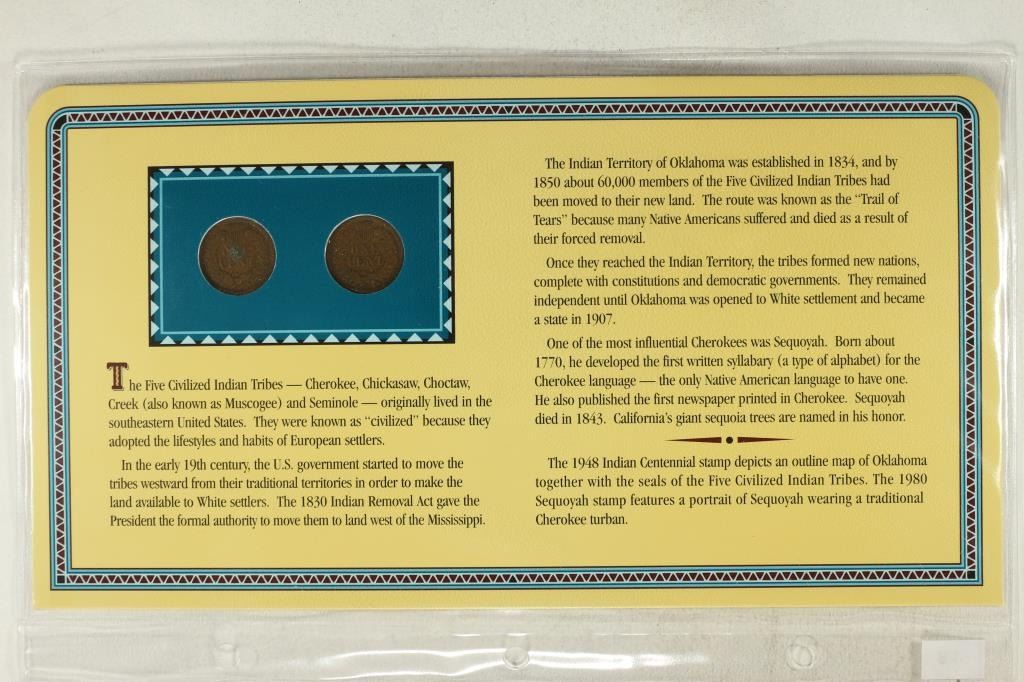 The Five Civilized Indian Tribes — Cherokee, Chickasaw, Choctaw,
Creek (also known as Muscogee) and Seminole — originally lived in the
southeastern United States. They were known as “civilized” because they
adopted the lifestyles and habits of European settlers.
In the early 19th century, the U.S. government started to move the
tribes westward from their traditional territories in order to make the
land available to White settlers. The 1830 Indian Removal Act gave the
President the formal authority to move them to land west of the Mississippi.
The Indian Territory of Oklahoma was established in 1834, and by
1850 about 60,000 members of the Five Civilized Indian Tribes had
been moved to their new land. The route was known as the “Trail of
Tears” because many Native Americans suffered and died as a result of
their forced removal.
Once they reached the Indian Territory, the tribes formed new nations,
complete with constitutions and democratic governments. They remained
independent until Oklahoma was opened to White settlement and became
a state in 1907.
One of the most influential Cherokees was Sequoyah. Born about
1770, he developed the first written syllabary (a type of alphabet) for the
Cherokee language — the only Native American language to have one.
He also published the first newspaper printed in Cherokee. Sequoyah
died in 1843. California’s giant sequoia trees are named in his honor.
The 1948 Indian Centennial stamp depicts an outline map of Oklahoma
together with the seals of the Five Civilized Indian Tribes. The 1980
Sequoyah stamp features a portrait of Sequoyah wearing a traditional
Cherokee turban.